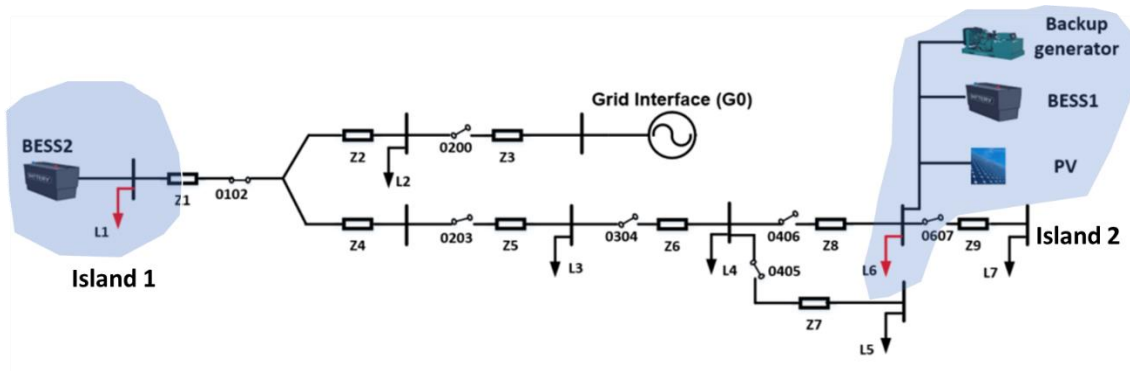 Backup
generator
Grid Interface (G0)
BESS1
BESS2
Z2
0200
Z3
PV
Z1
0102
L2
L1
Z4
0203
Z5
0304
Z6
0406
Z8
0607
Z9
Island 1
L3
L4
0405
L6
L7
Island 2
Z7
L5